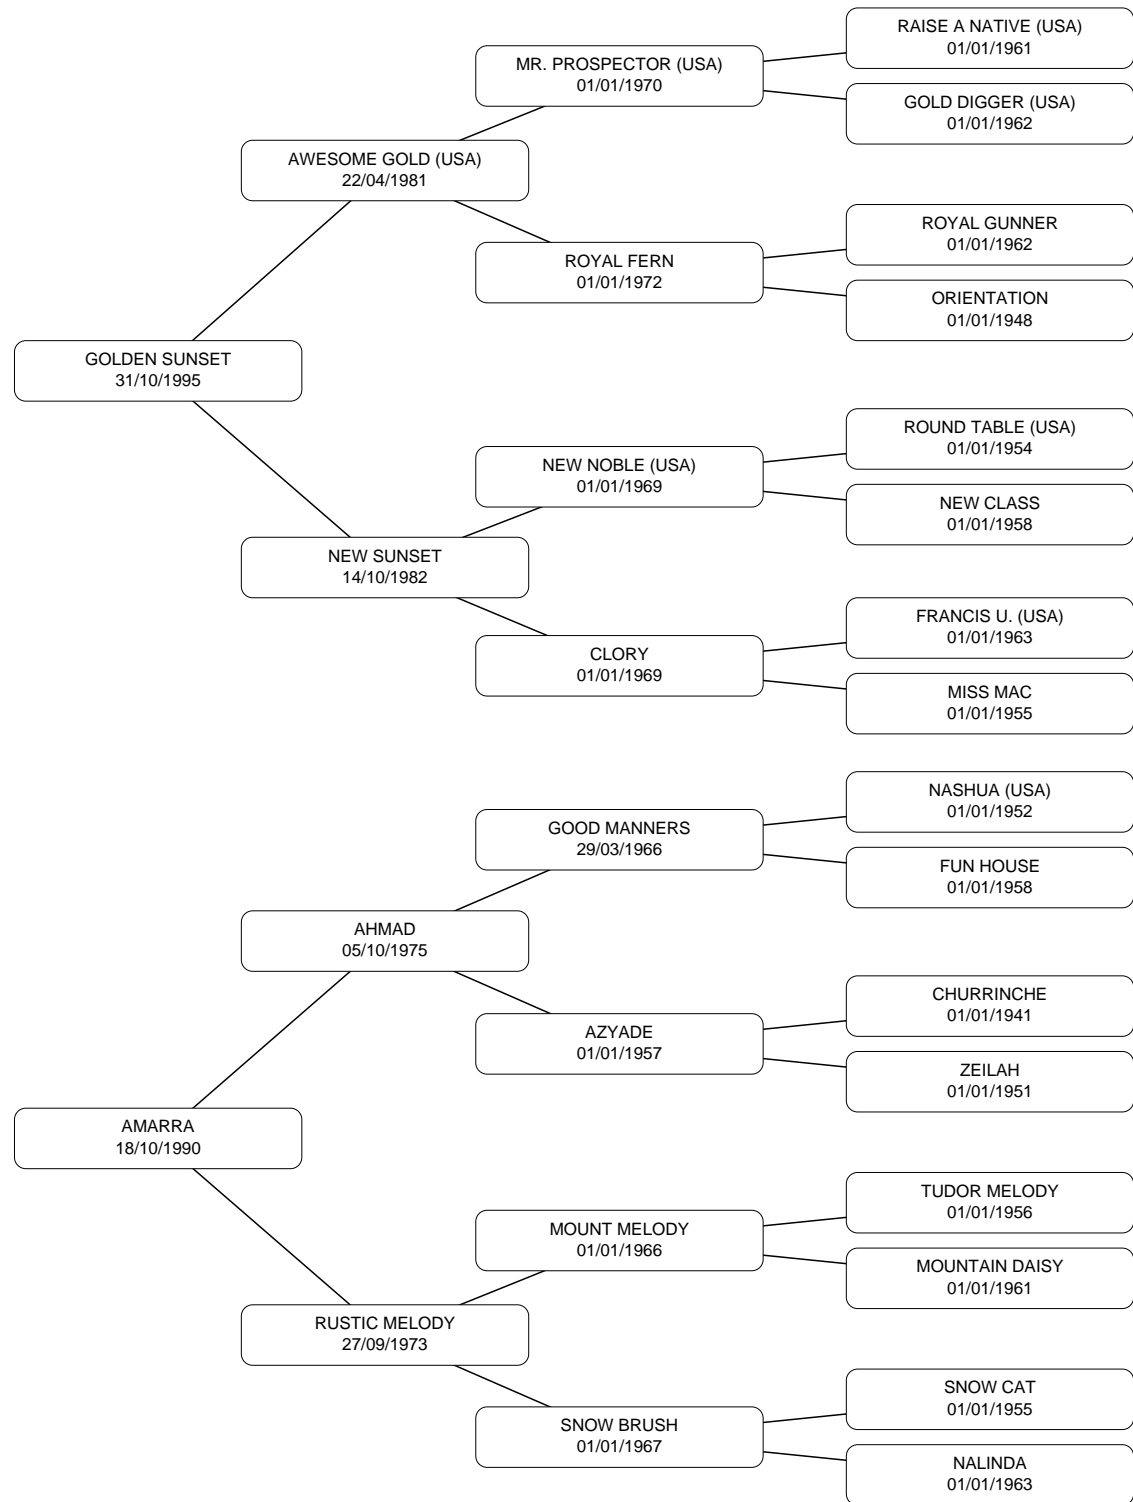 RAISE A NATIVE (USA)
01/01/1961
MR. PROSPECTOR (USA)
01/01/1970
GOLD DIGGER (USA)
01/01/1962
AWESOME GOLD (USA)
22/04/1981
ROYAL GUNNER
01/01/1962
ROYAL FERN
01/01/1972
ORIENTATION
01/01/1948
GOLDEN SUNSET
31/10/1995
ROUND TABLE (USA)
01/01/1954
NEW NOBLE (USA)
01/01/1969
NEW CLASS
01/01/1958
NEW SUNSET
14/10/1982
FRANCIS U. (USA)
01/01/1963
CLORY
01/01/1969
MISS MAC
01/01/1955
NASHUA (USA)
01/01/1952
GOOD MANNERS
29/03/1966
FUN HOUSE
01/01/1958
AHMAD
05/10/1975
CHURRINCHE
01/01/1941
AZYADE
01/01/1957
ZEILAH
01/01/1951
AMARRA
18/10/1990
TUDOR MELODY
01/01/1956
MOUNT MELODY
01/01/1966
MOUNTAIN DAISY
01/01/1961
RUSTIC MELODY
27/09/1973
SNOW CAT
01/01/1955
SNOW BRUSH
01/01/1967
NALINDA
01/01/1963